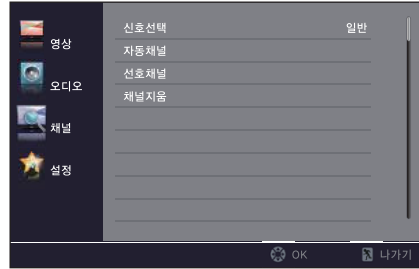 영상
오디오
채널
설정
신호선택 일반
자동채널
선호채널
채널지움
OK 나가기